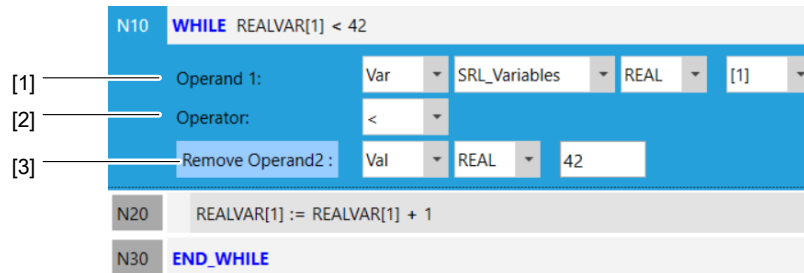 N10 WHILE REALVAR[1] < 42
[1] Operand 1: Var SRL_Variables REAL [1]
[2] Operator: <
[3] Remove Operand2 : Val REAL 42
N20 REALVAR[1] := REALVAR[1] + 1
N30 END_WHILE